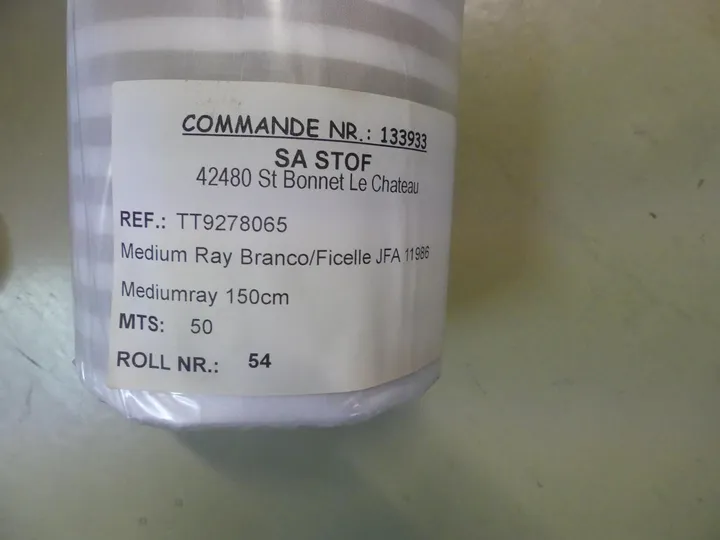 COMMANDE NR.: 133933
SA STOF
42480 St Bonnet Le Chateau
REF.: TT9278065
Medium Ray Branco/Ficelle JFA 11986
Mediumray 150cm
MTS: 50
ROLL NR.: 54